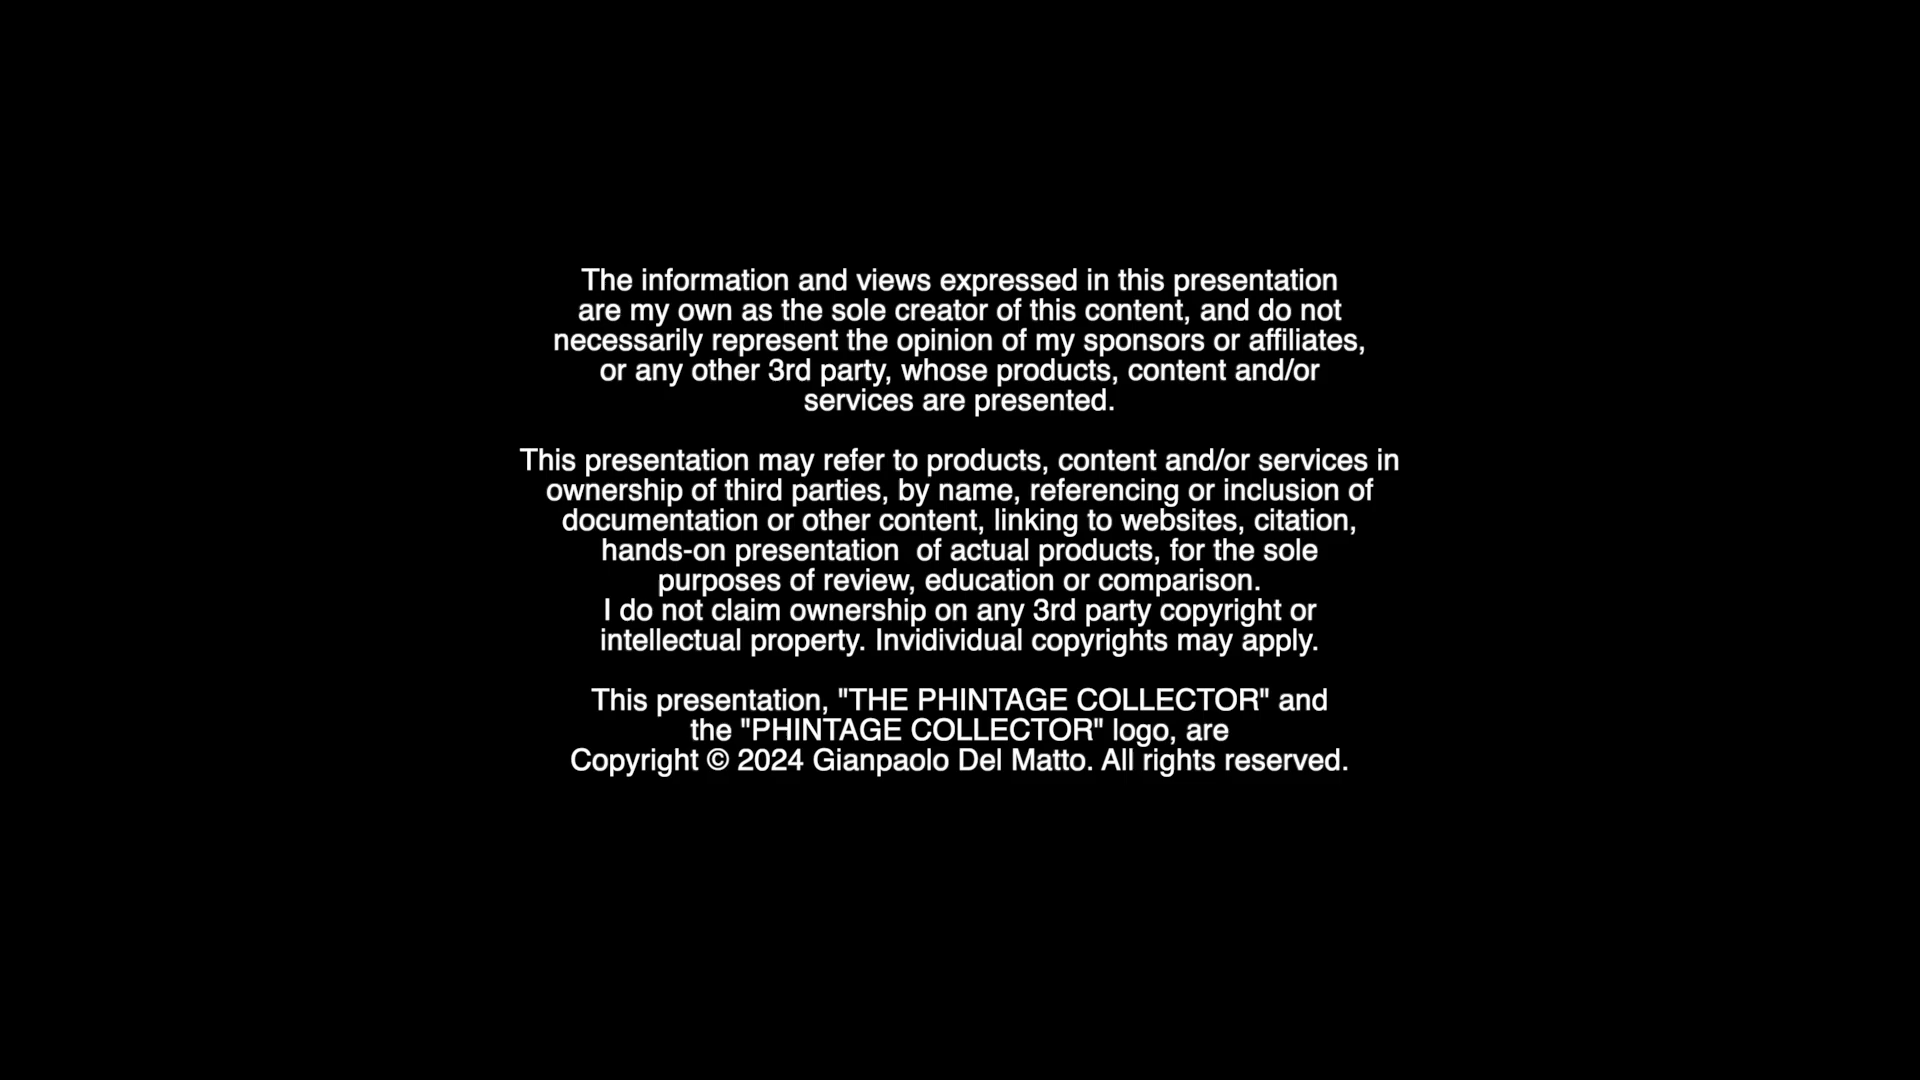 The information and views expressed in this presentation
are my own as the sole creator of this content, and do not
necessarily represent the opinion of my sponsors or affiliates,
or any other 3rd party, whose products, content and/or
services are presented.
This presentation may refer to products, content and/or services in
ownership of third parties, by name, referencing or inclusion of
documentation or other content, linking to websites, citation,
hands-on presentation  of actual products, for the sole
purposes of review, education or comparison.
I do not claim ownership on any 3rd party copyright or
intellectual property. Invidividual copyrights may apply.
This presentation, "THE PHINTAGE COLLECTOR" and
the "PHINTAGE COLLECTOR" logo, are
Copyright © 2024 Gianpaolo Del Matto. All rights reserved.